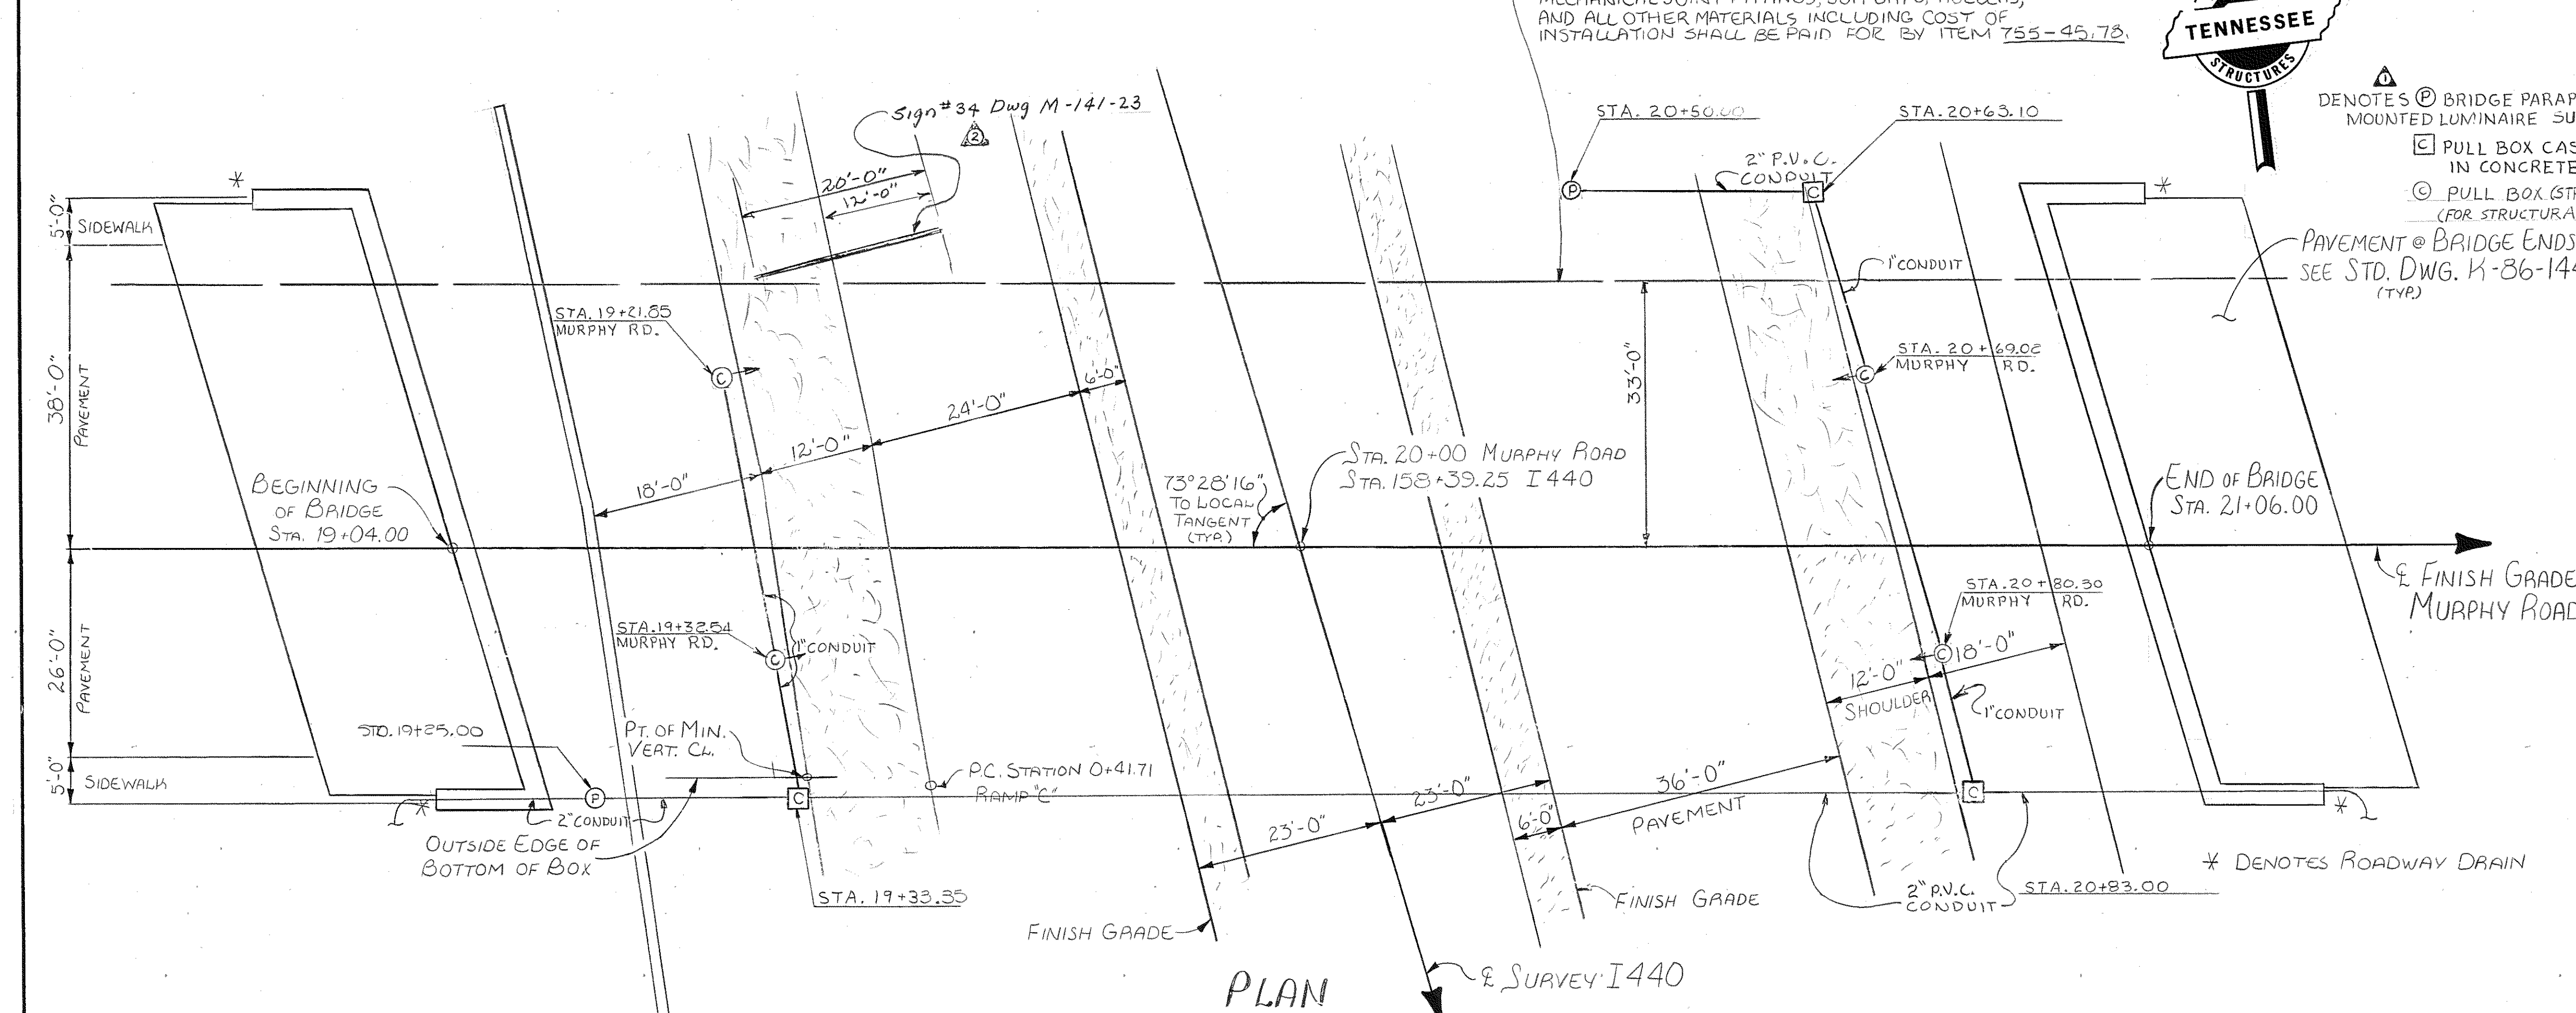 AND ALL OTHER MATERIALS INCLUDING COST OF
INSTALLATION SHALL BE PAID FOR BY ITEM 755-45.78.
TENNESSEE
STRUCTURES
1
DENOTES Ⓟ BRIDGE PARAP
MOUNTED LUMINAIRE SU
C PULL BOX CAS
IN CONCRETE
Ⓒ PULL BOX (STR
(FOR STRUCTURA
PAVEMENT @ BRIDGE ENDS
SEE STD. DWG. K-86-144
(TYP.)
Sign #34 Dwg M-141-23
2
20'-0"
12'-0"
STA. 20+50.00
STA. 20+63.10
2" P.V.C.
CONDUIT
P
C
*
*
5'-0"
SIDEWALK
38'-0"
PAVEMENT
STA. 19+21.85
MURPHY RD.
C
1" CONDUIT
STA. 20+69.02
MURPHY RD.
C
33'-0"
6'-0"
24'-0"
12'-0"
18'-0"
BEGINNING
OF BRIDGE
STA. 19+04.00
73°28'16"
TO LOCAL
TANGENT
(TYP.)
STA. 20+00 MURPHY ROAD
STA. 158+39.25 I 440
END OF BRIDGE
STA. 21+06.00
℄ FINISH GRADE
MURPHY ROAD
26'-0"
PAVEMENT
STA. 19+32.54
MURPHY RD.
C
1" CONDUIT
STA. 20+80.30
MURPHY RD.
C
18'-0"
12'-0"
SHOULDER
1" CONDUIT
STD. 19+25.00
PT. OF MIN.
VERT. CL.
P.C. STATION 0+41.71
RAMP "C"
5'-0"
SIDEWALK
*
P
C
2" CONDUIT
OUTSIDE EDGE OF
BOTTOM OF BOX
STA. 19+33.35
23'-0"
23'-0"
6'-0"
36'-0"
PAVEMENT
C
*
* DENOTES ROADWAY DRAIN
2" P.V.C.
CONDUIT
STA. 20+83.00
FINISH GRADE
FINISH GRADE
℄ SURVEY I 440
PLAN